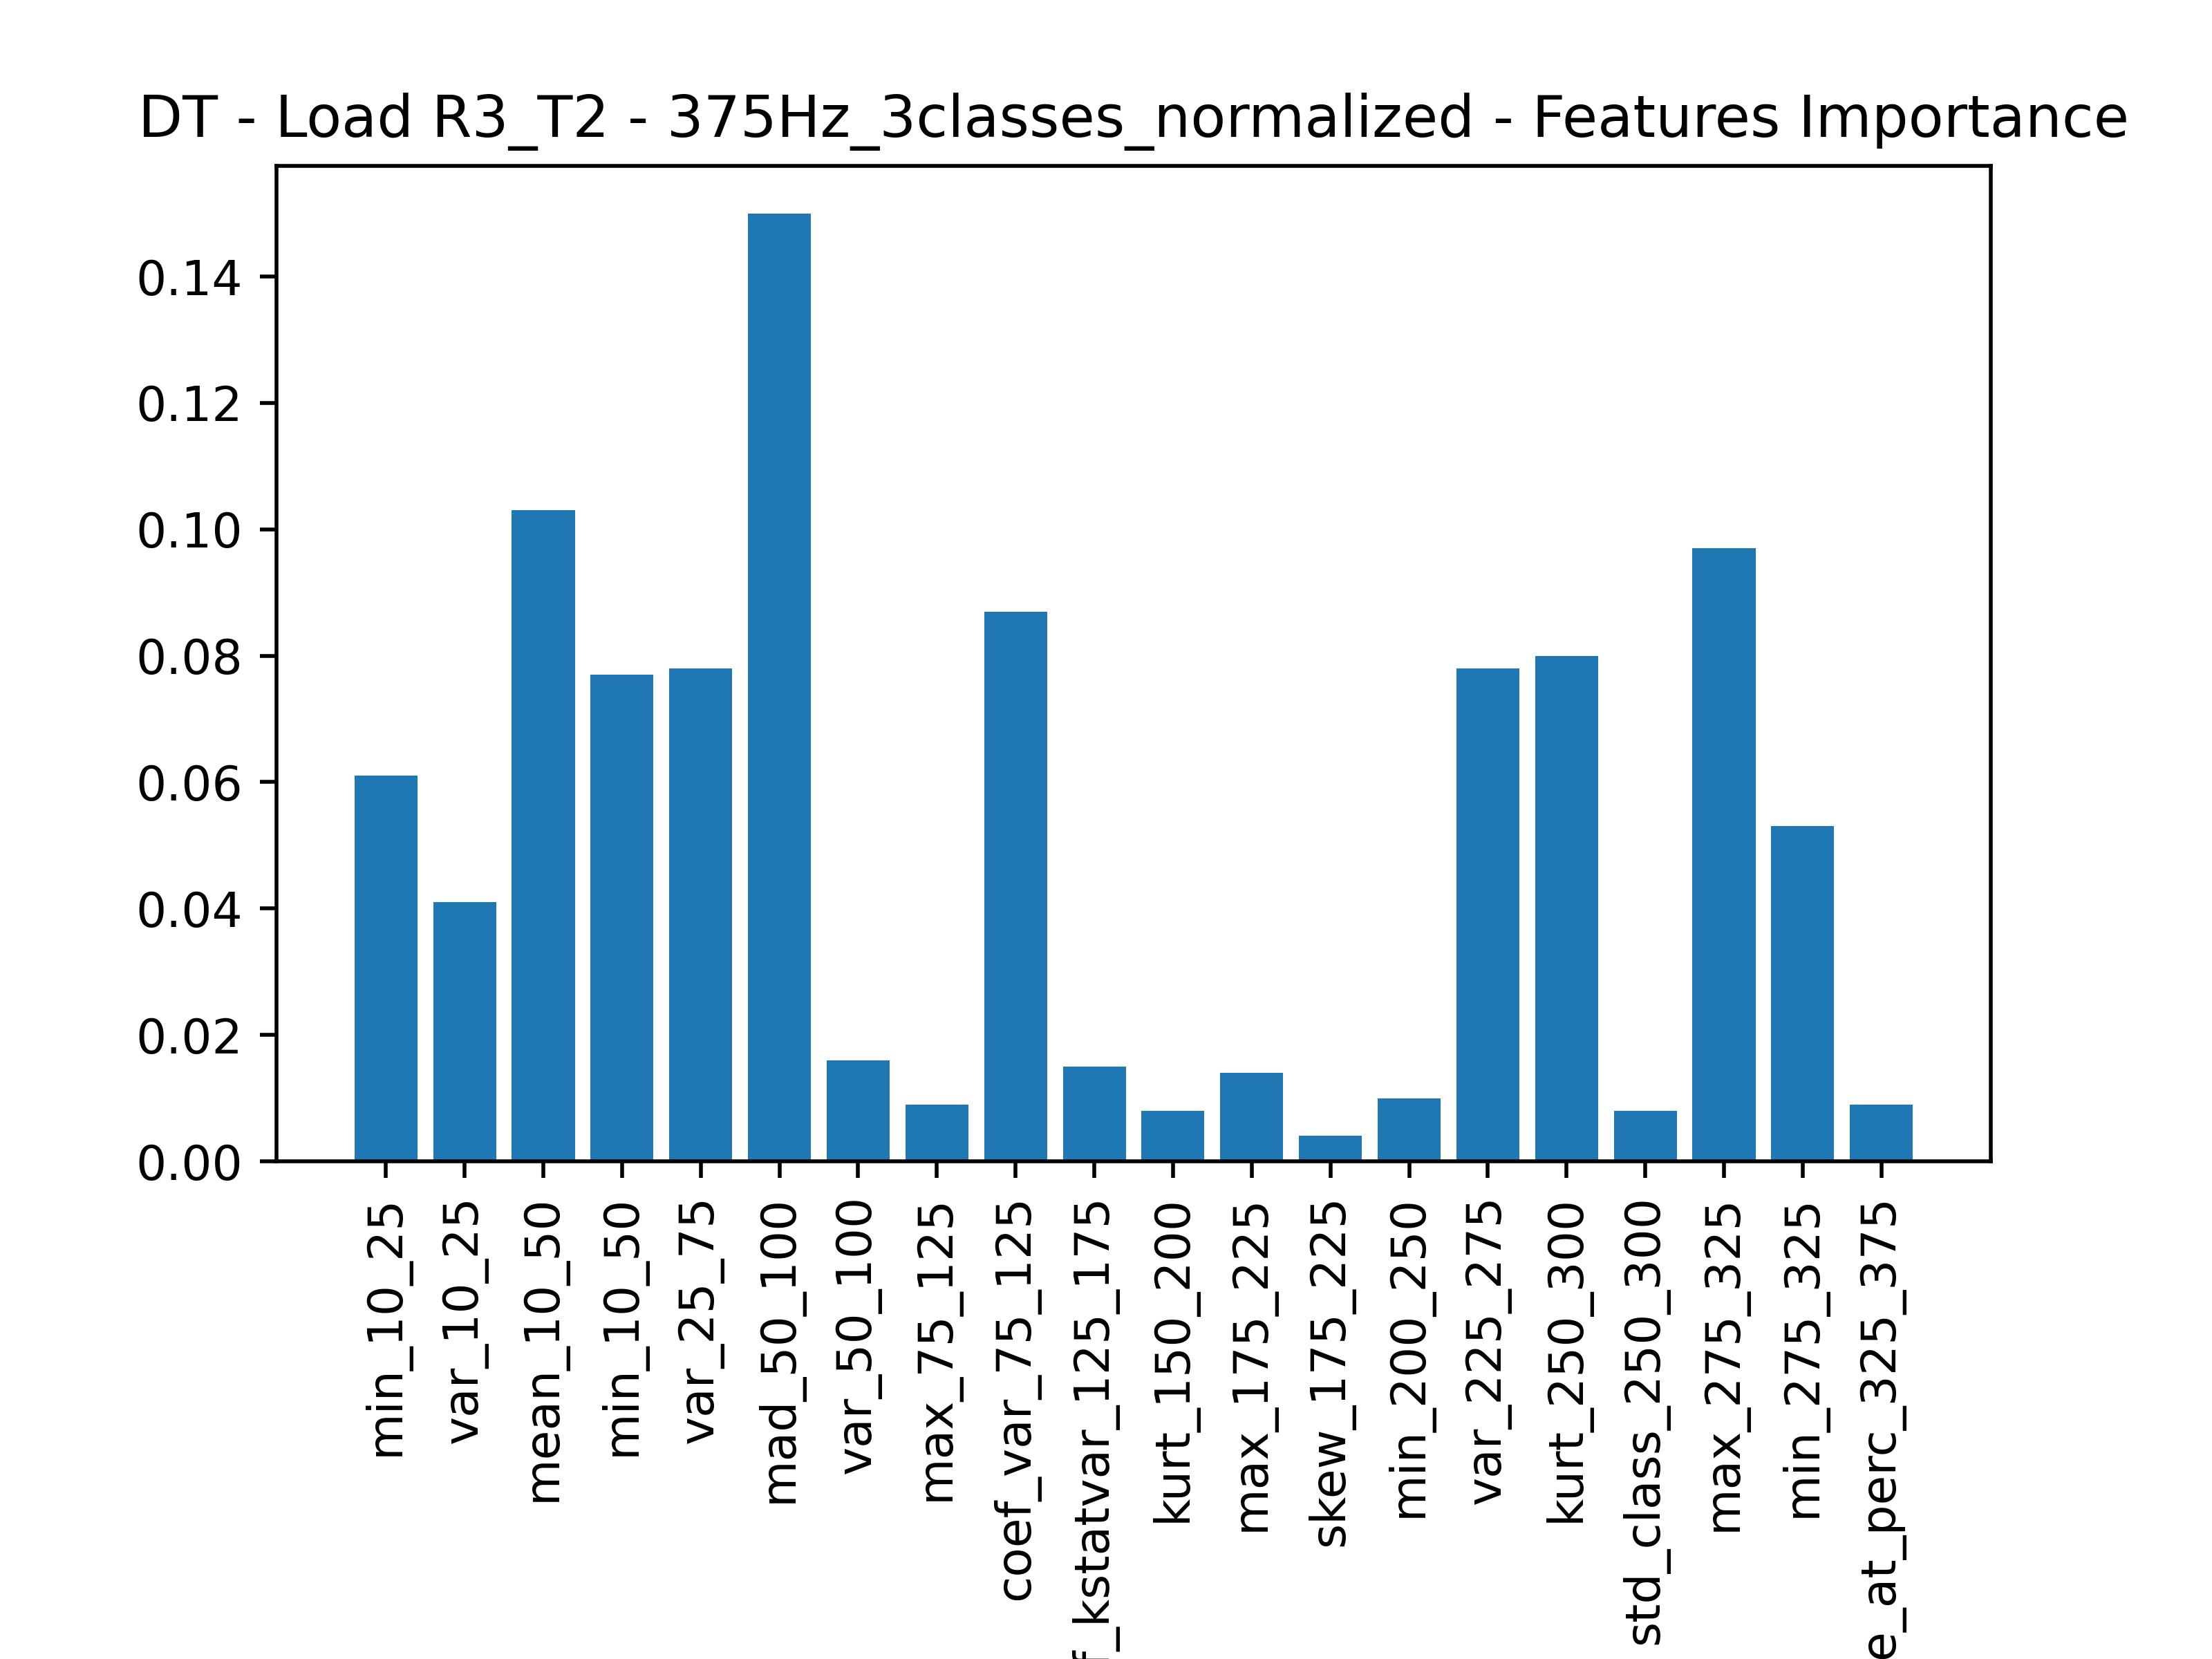 DT - Load R3_T2 - 375Hz_3classes_normalized - Features Importance
0.14
0.12
0.10
0.08
0.06
0.04
0.02
0.00
min_10_25
var_10_25
mean_10_50
min_10_50
var_25_75
mad_50_100
var_50_100
max_75_125
coef_var_75_125
f_kstatvar_125_175
kurt_150_200
max_175_225
skew_175_225
min_200_250
var_225_275
kurt_250_300
std_class_250_300
max_275_325
min_275_325
e_at_perc_325_375